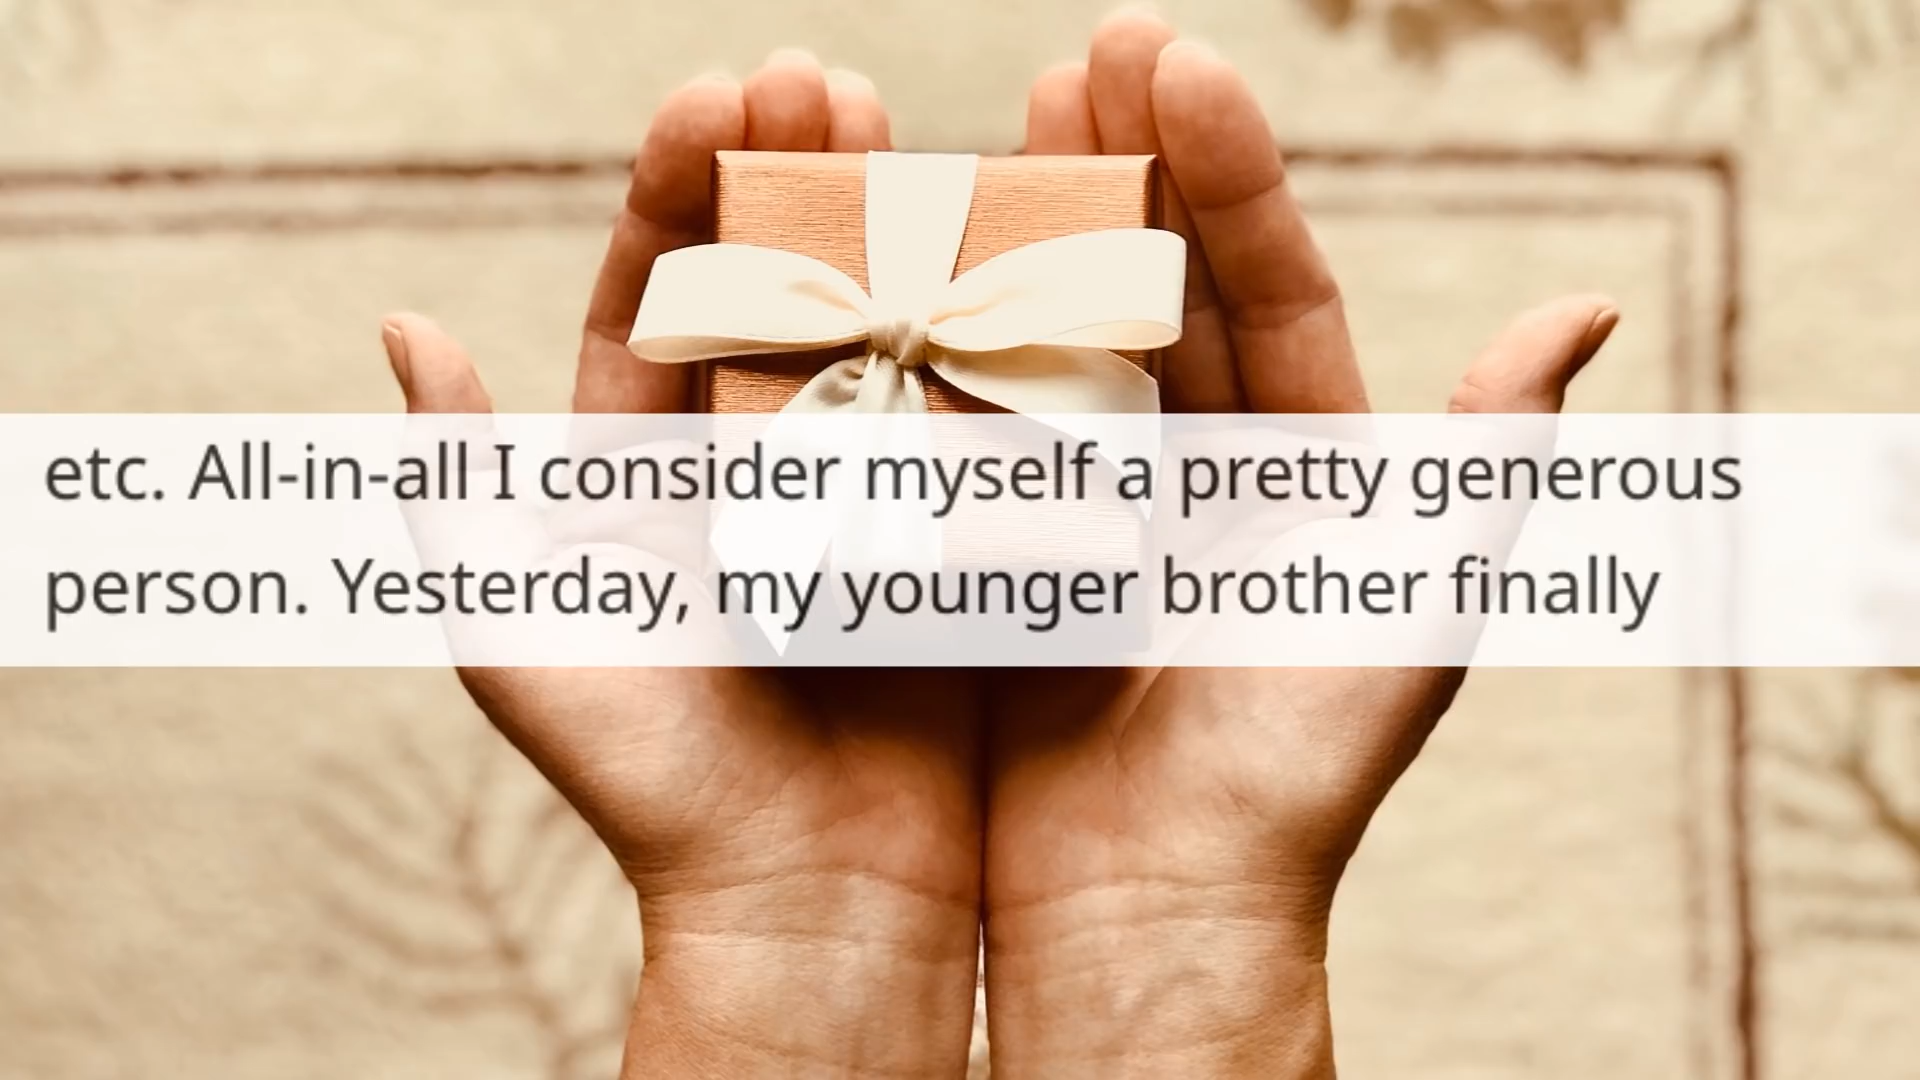 etc. All-in-all I consider myself a pretty generous
person. Yesterday, my younger brother finally